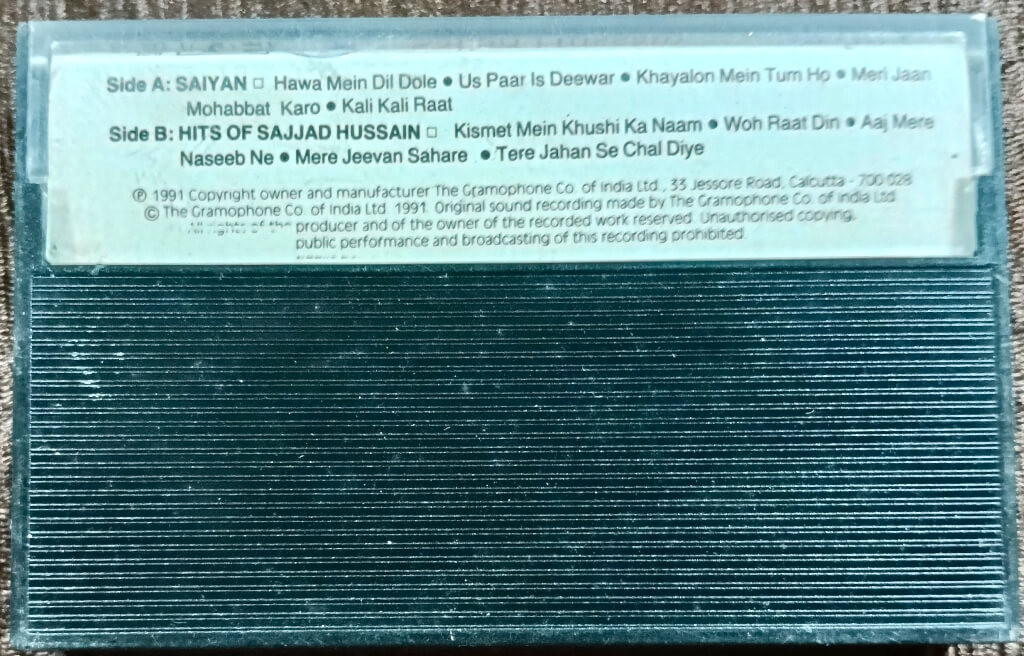 Side A: SAIYAN □ Hawa Mein Dil Dole ● Us Paar Is Deewar ● Khayalon Mein Tum Ho ● Meri Jaan
Mohabbat Karo ● Kali Kali Raat
Side B: HITS OF SAJJAD HUSSAIN □ Kismet Mein Khushi Ka Naam ● Woh Raat Din ● Aaj Mere
Naseeb Ne ● Mere Jeevan Sahare ● Tere Jahan Se Chal Diye
℗ 1991 Copyright owner and manufacturer The Gramophone Co. of India Ltd., 33 Jessore Road, Calcutta - 700 028
© The Gramophone Co. of India Ltd. 1991. Original sound recording made by The Gramophone Co. of India Ltd
All rights of the producer and of the owner of the recorded work reserved. Unauthorised copying,
public performance and broadcasting of this recording prohibited.